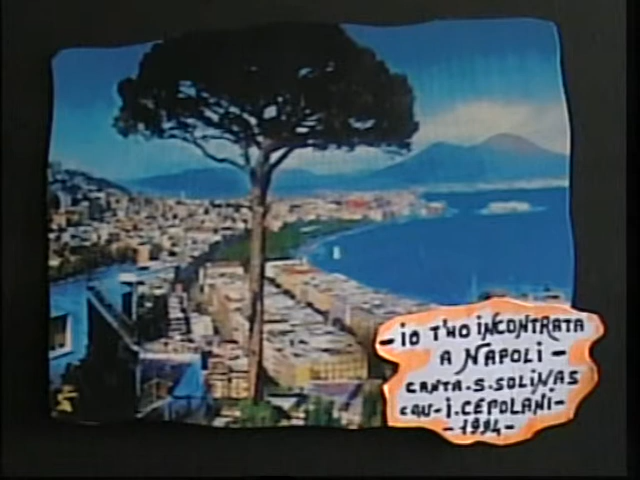 -iO T'HO iNCONTRATA
A NAPOLI -
CANTA. S. SOLiNAS
CAV- i. CEPOLANi-
-1994-